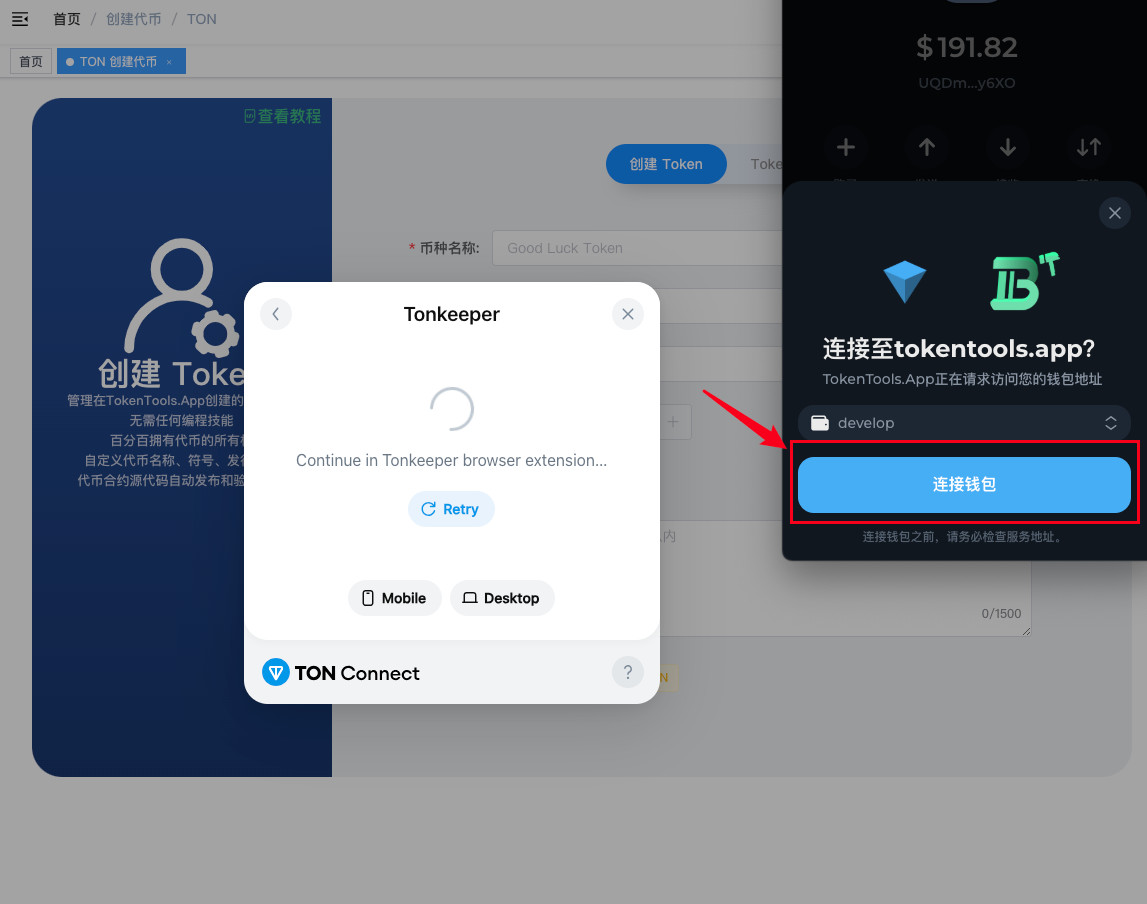 首页 / 创建代币 / TON
首页
TON 创建代币 ×
查看教程
创建 Toke
管理在TokenTools.App创建的
无需任何编程技能
百分百拥有代币的所有
自定义代币名称、符号、发
代币合约源代码自动发布和
创建 Token
Toke
* 币种名称:
Good Luck Token
内
0/1500
N
Tonkeeper
Continue in Tonkeeper browser extension...
Retry
Mobile
Desktop
TON Connect
?
$191.82
UQDm...y6XO
连接至tokentools.app?
TokenTools.App正在请求访问您的钱包地址
develop
连接钱包
连接钱包之前，请务必检查服务地址。